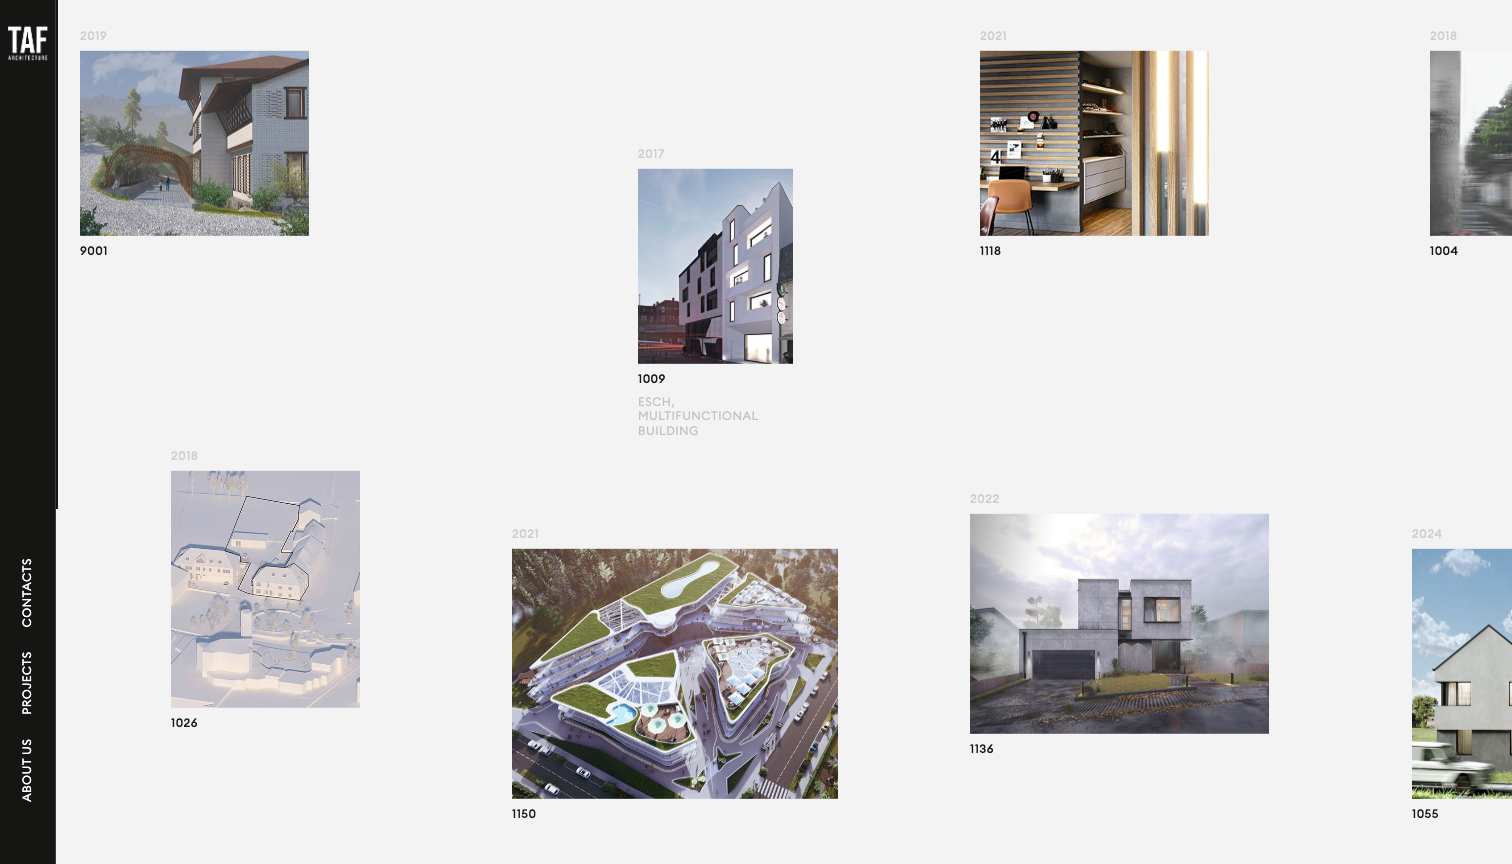 TAF
ARCHITECTURE
2019
9001
2017
1009
ESCH,
MULTIFUNCTIONAL
BUILDING
2021
4
1118
2018
1004
2018
1026
2021
1150
2022
1136
2024
1055
CONTACTS
PROJECTS
ABOUT US